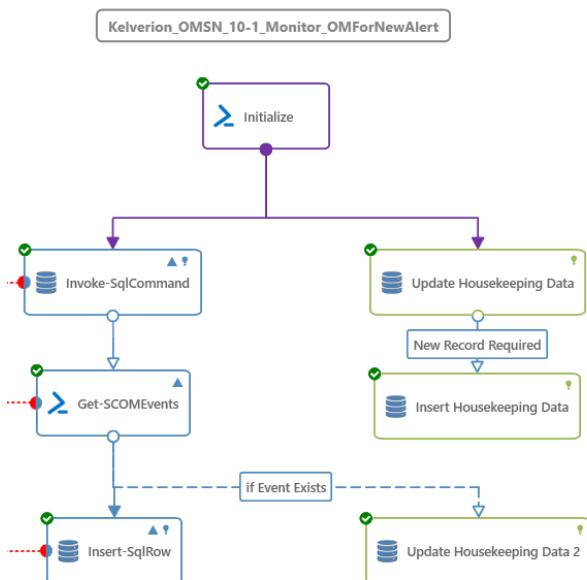 Kelverion_OMSN_10-1_Monitor_OMForNewAlert
Initialize
Invoke-SqlCommand
Update Housekeeping Data
New Record Required
Get-SCOMEvents
Insert Housekeeping Data
if Event Exists
Insert-SqlRow
Update Housekeeping Data 2